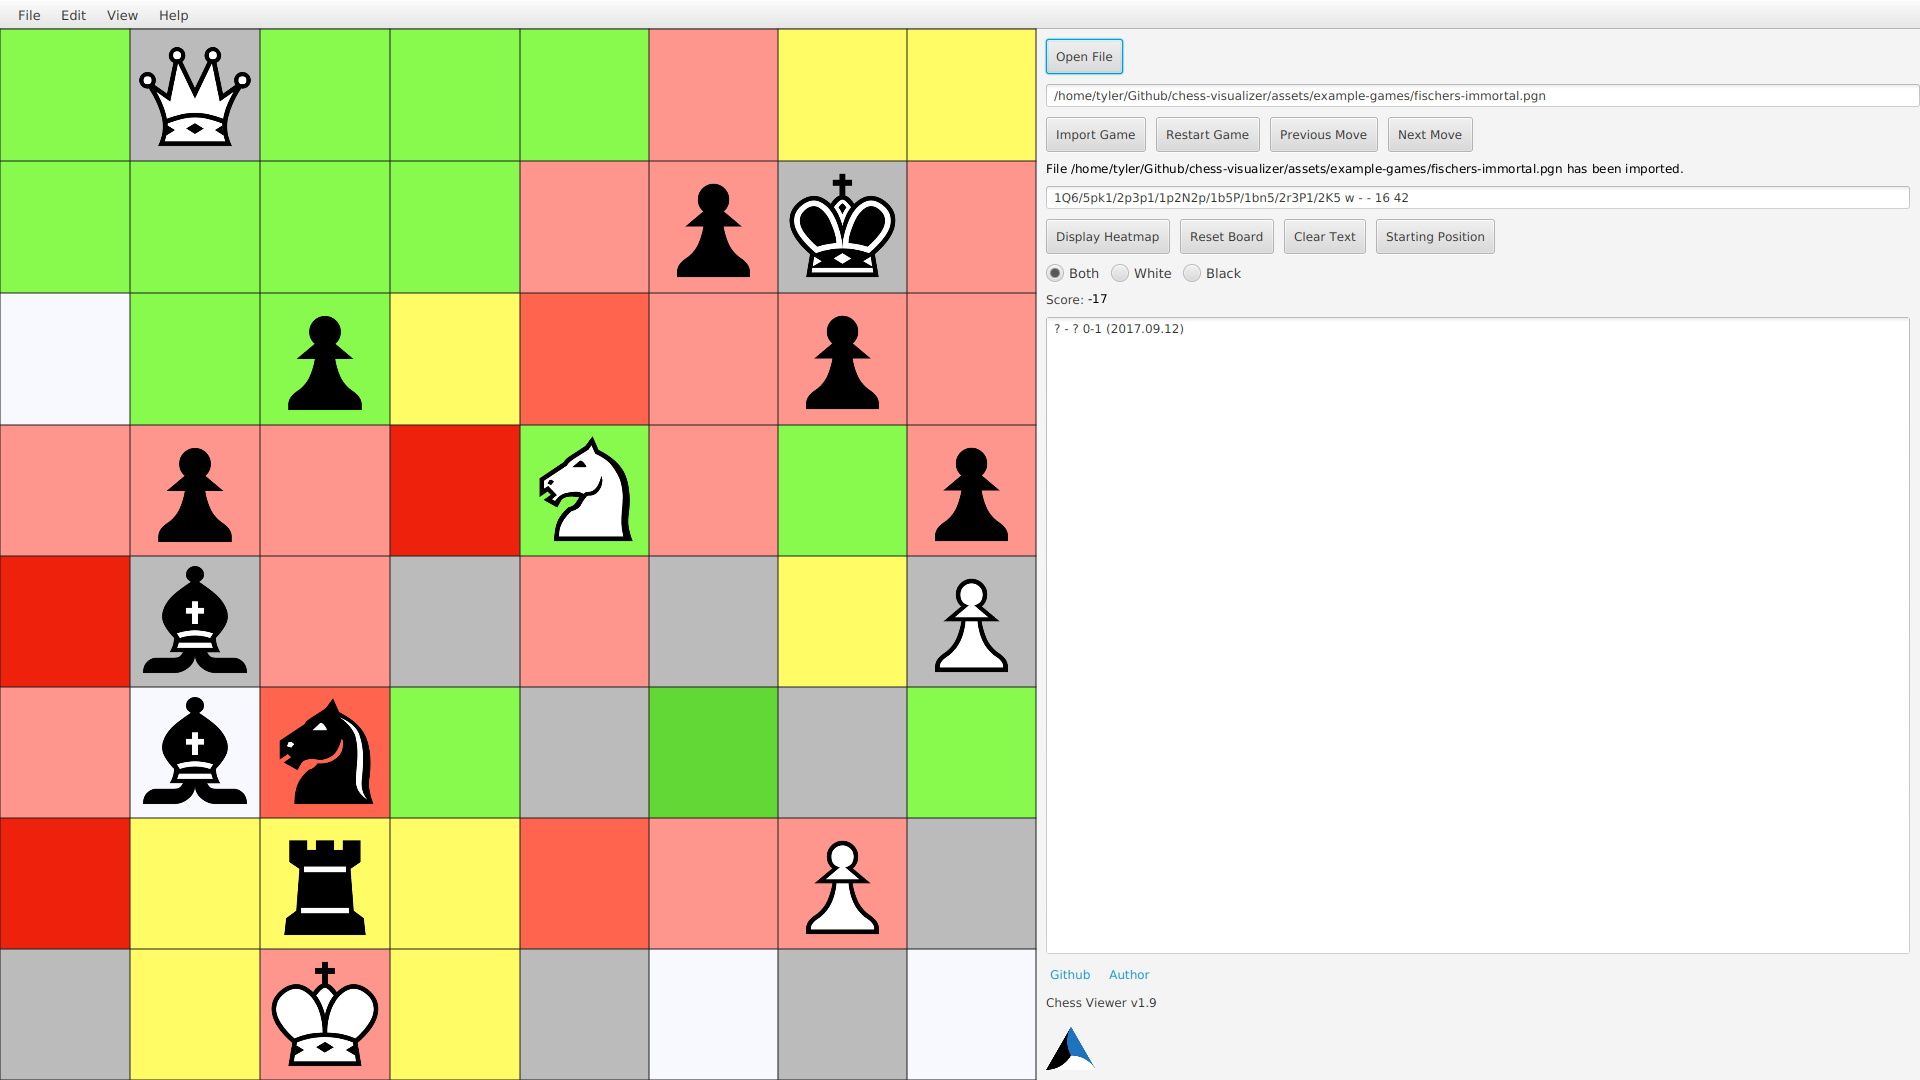 File Edit View Help
Open File
/home/tyler/Github/chess-visualizer/assets/example-games/fischers-immortal.pgn
Import Game Restart Game Previous Move Next Move
File /home/tyler/Github/chess-visualizer/assets/example-games/fischers-immortal.pgn has been imported.
1Q6/5pk1/2p3p1/1p2N2p/1b5P/1bn5/2r3P1/2K5 w - - 16 42
Display Heatmap Reset Board Clear Text Starting Position
Both White Black
Score: -17
? - ? 0-1 (2017.09.12)
Github Author
Chess Viewer v1.9